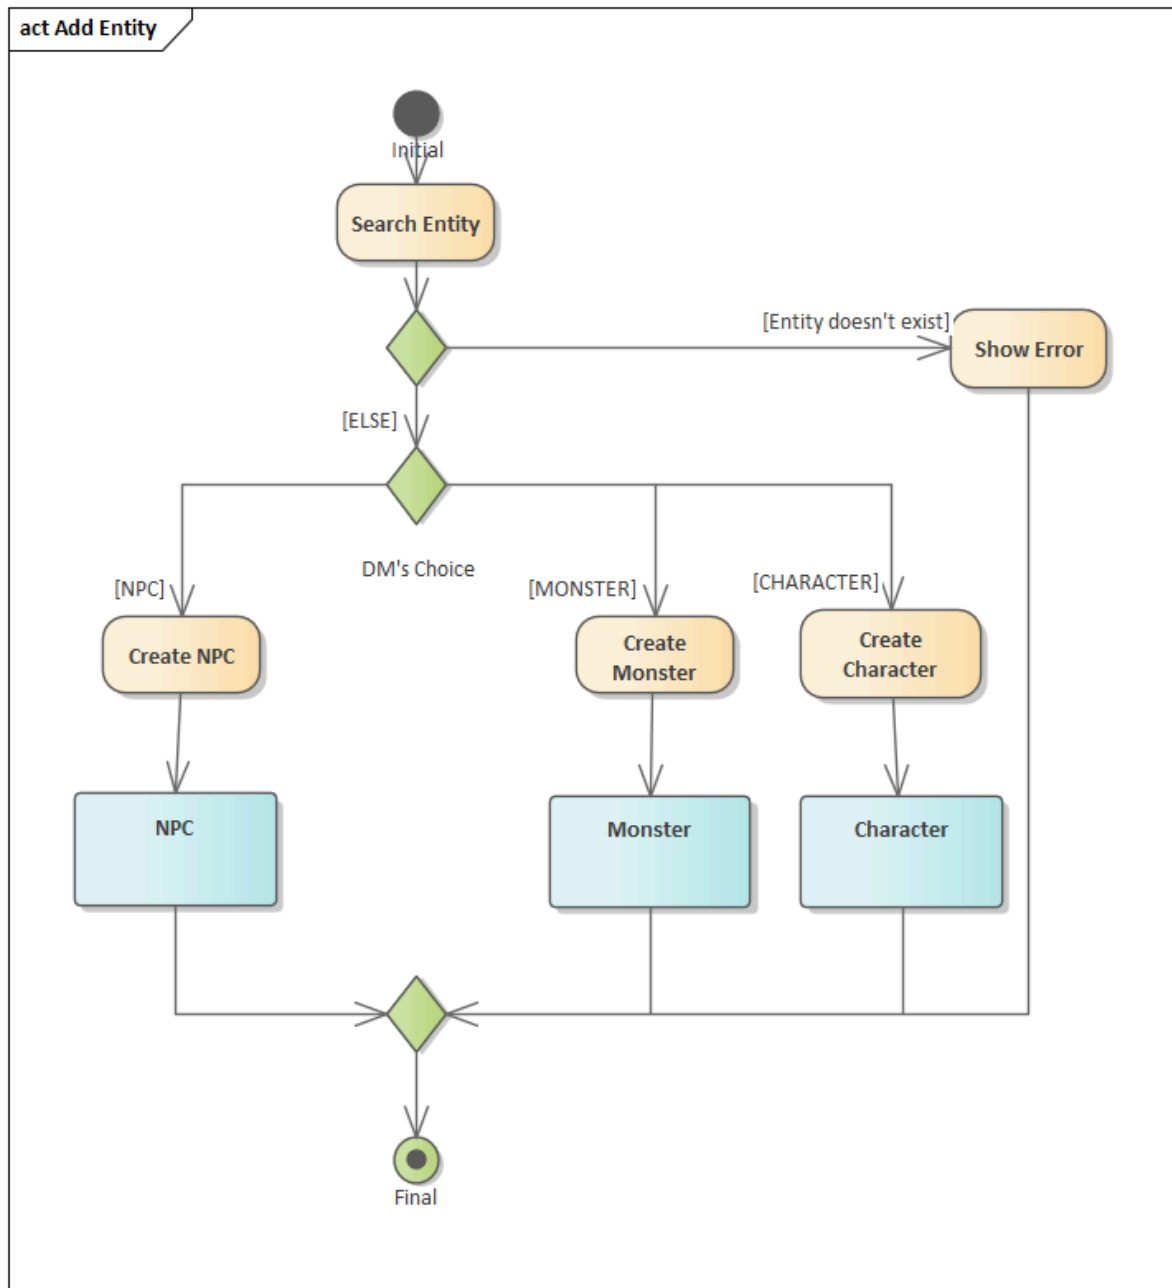 act Add Entity
Initial
Search Entity
[Entity doesn't exist]
Show Error
[ELSE]
DM's Choice
[NPC]
[MONSTER]
[CHARACTER]
Create NPC
Create
Monster
Create
Character
NPC
Monster
Character
Final